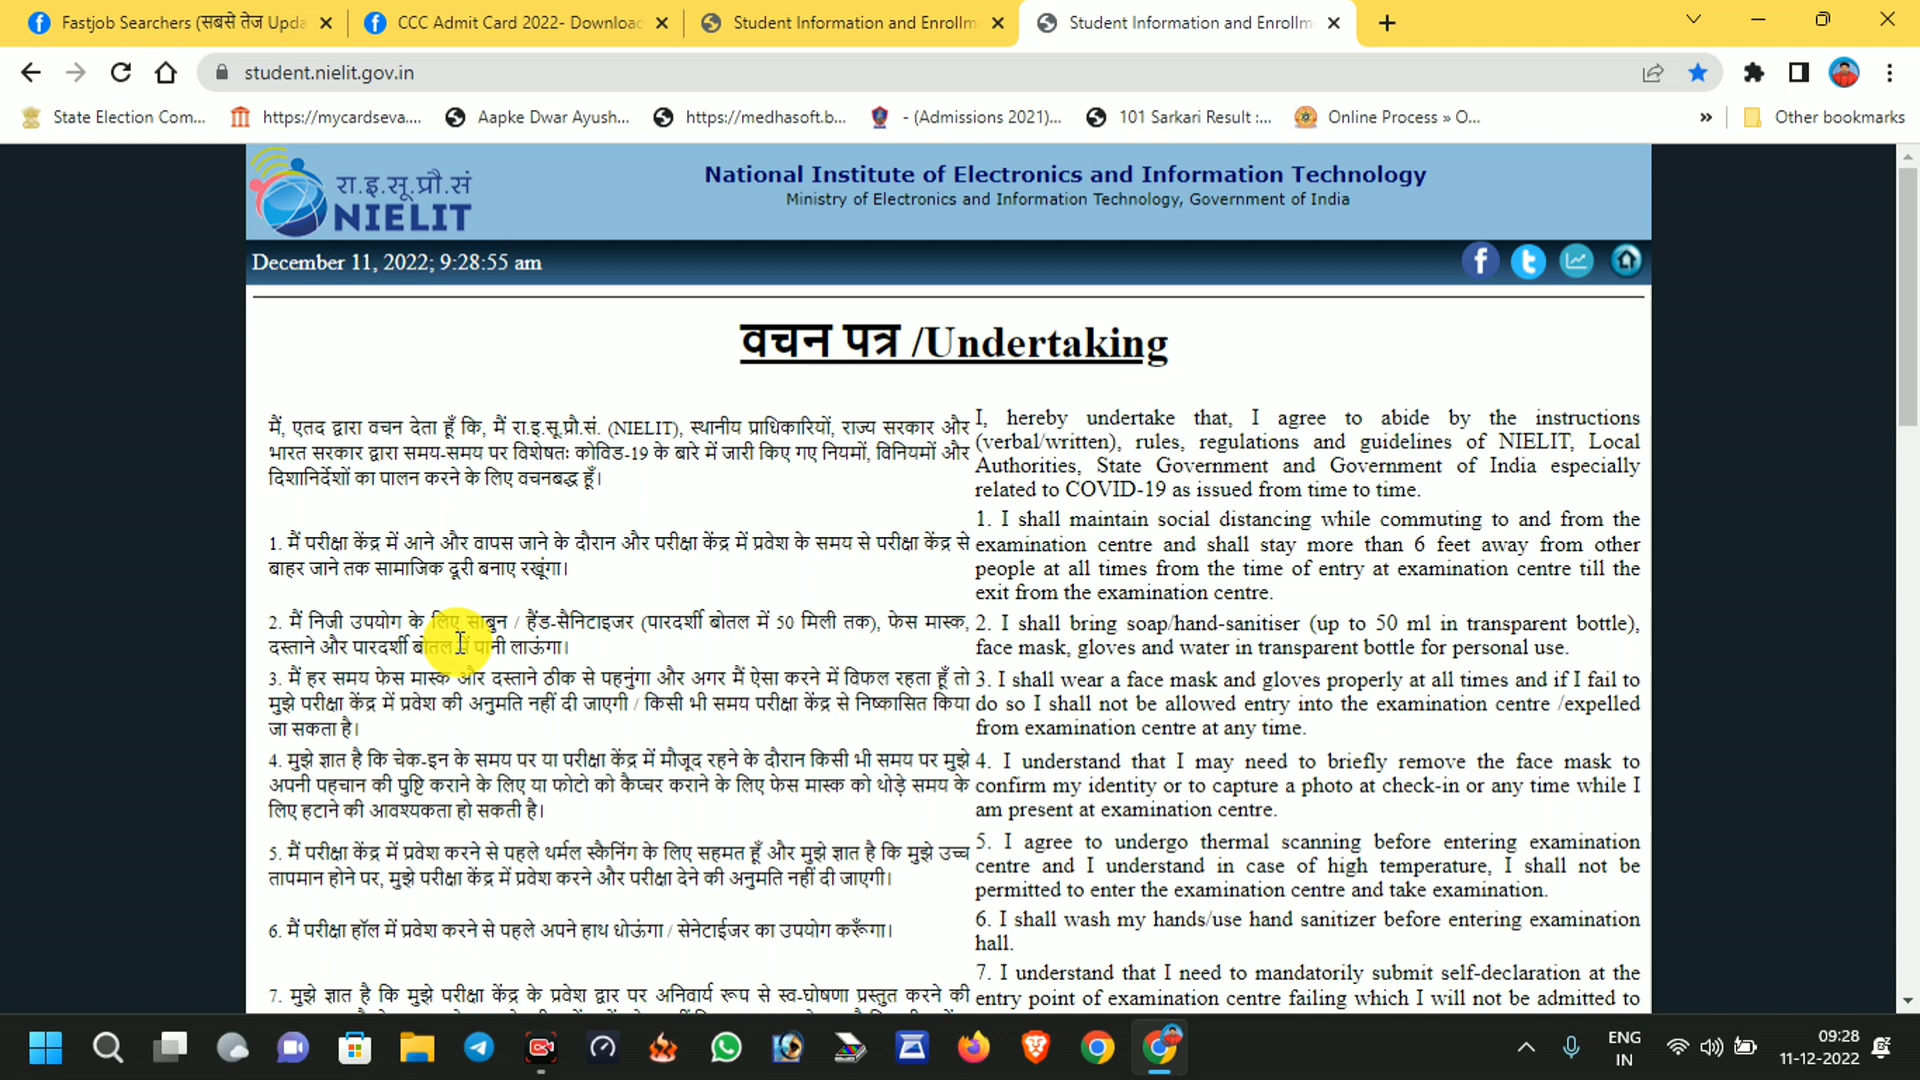 Fastjob Searchers (सबसे तेज Upda
CCC Admit Card 2022- Downloa
Student Information and Enrollm
Student Information and Enrollm
student.nielit.gov.in
State Election Com...
https://mycardseva....
Aapke Dwar Ayush...
https://medhasoft.b...
- (Admissions 2021)...
101 Sarkari Result :...
Online Process » O...
»
Other bookmarks
रा.इ.सू.प्रौ.सं
NIELIT
National Institute of Electronics and Information Technology
Ministry of Electronics and Information Technology, Government of India
December 11, 2022; 9:28:55 am
वचन पत्र /Undertaking
मैं, एतद द्वारा वचन देता हूँ कि, मैं रा.इ.सू.प्रौ.सं. (NIELIT), स्थानीय प्राधिकारियों, राज्य सरकार और
भारत सरकार द्वारा समय-समय पर विशेषतः कोविड-19 के बारे में जारी किए गए नियमों, विनियमों और
दिशानिर्देशों का पालन करने के लिए वचनबद्ध हूँ।
1. मैं परीक्षा केंद्र में आने और वापस जाने के दौरान और परीक्षा केंद्र में प्रवेश के समय से परीक्षा केंद्र से
बाहर जाने तक सामाजिक दूरी बनाए रखूंगा।
2. मैं निजी उपयोग के लिए साबुन / हैंड-सैनिटाइजर (पारदर्शी बोतल में 50 मिली तक), फेस मास्क,
दस्ताने और पारदर्शी बोतल में पानी लाऊंगा।
3. मैं हर समय फेस मास्क और दस्ताने ठीक से पहनुंगा और अगर मैं ऐसा करने में विफल रहता हूँ तो
मुझे परीक्षा केंद्र में प्रवेश की अनुमति नहीं दी जाएगी / किसी भी समय परीक्षा केंद्र से निष्कासित किया
जा सकता है।
4. मुझे ज्ञात है कि चेक-इन के समय पर या परीक्षा केंद्र में मौजूद रहने के दौरान किसी भी समय पर मुझे
अपनी पहचान की पुष्टि कराने के लिए या फोटो को कैप्चर कराने के लिए फेस मास्क को थोड़े समय के
लिए हटाने की आवश्यकता हो सकती है।
5. मैं परीक्षा केंद्र में प्रवेश करने से पहले थर्मल स्कैनिंग के लिए सहमत हूँ और मुझे ज्ञात है कि मुझे उच्च
तापमान होने पर, मुझे परीक्षा केंद्र में प्रवेश करने और परीक्षा देने की अनुमति नहीं दी जाएगी।
6. मैं परीक्षा हॉल में प्रवेश करने से पहले अपने हाथ धोऊंगा / सेनेटाईजर का उपयोग करूँगा।
7. मुझे ज्ञात है कि मुझे परीक्षा केंद्र के प्रवेश द्वार पर अनिवार्य रूप से स्व-घोषणा प्रस्तुत करने की
I, hereby undertake that, I agree to abide by the instructions
(verbal/written), rules, regulations and guidelines of NIELIT, Local
Authorities, State Government and Government of India especially
related to COVID-19 as issued from time to time.
1. I shall maintain social distancing while commuting to and from the
examination centre and shall stay more than 6 feet away from other
people at all times from the time of entry at examination centre till the
exit from the examination centre.
2. I shall bring soap/hand-sanitiser (up to 50 ml in transparent bottle),
face mask, gloves and water in transparent bottle for personal use.
3. I shall wear a face mask and gloves properly at all times and if I fail to
do so I shall not be allowed entry into the examination centre /expelled
from examination centre at any time.
4. I understand that I may need to briefly remove the face mask to
confirm my identity or to capture a photo at check-in or any time while I
am present at examination centre.
5. I agree to undergo thermal scanning before entering examination
centre and I understand in case of high temperature, I shall not be
permitted to enter the examination centre and take examination.
6. I shall wash my hands/use hand sanitizer before entering examination
hall.
7. I understand that I need to mandatorily submit self-declaration at the
entry point of examination centre failing which I will not be admitted to
ENG
IN
09:28
11-12-2022